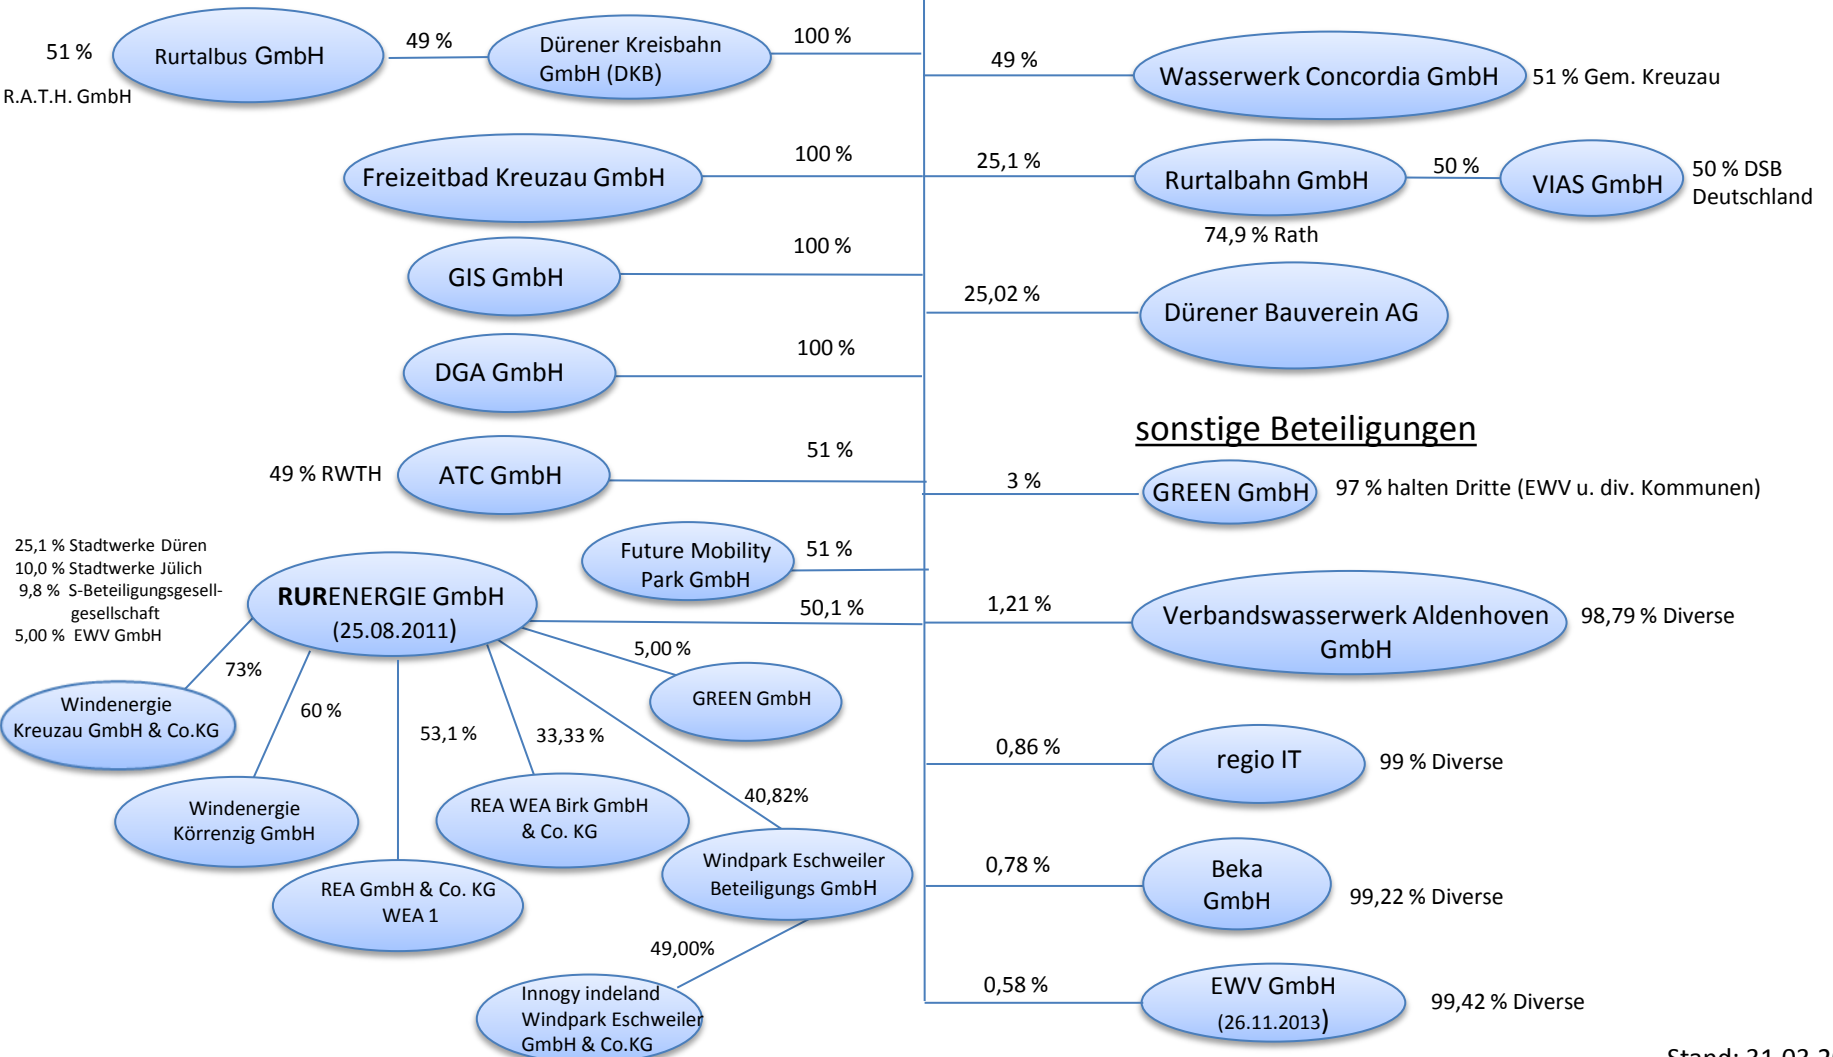 51 %
R.A.T.H. GmbH
Rurtalbus GmbH
49 %
Dürener Kreisbahn
GmbH (DKB)
100 %
49 %
Wasserwerk Concordia GmbH
51 % Gem. Kreuzau
Freizeitbad Kreuzau GmbH
100 %
25,1 %
Rurtalbahn GmbH
74,9 % Rath
50 %
VIAS GmbH
50 % DSB
Deutschland
GIS GmbH
100 %
25,02 %
Dürener Bauverein AG
DGA GmbH
100 %
sonstige Beteiligungen
49 % RWTH
ATC GmbH
51 %
3 %
GREEN GmbH
97 % halten Dritte (EWV u. div. Kommunen)
Future Mobility
Park GmbH
51 %
25,1 % Stadtwerke Düren
10,0 % Stadtwerke Jülich
9,8 % S-Beteiligungsgesell-
gesellschaft
5,00 % EWV GmbH
RURENERGIE GmbH
(25.08.2011)
50,1 %
1,21 %
Verbandswasserwerk Aldenhoven
GmbH
98,79 % Diverse
73%
Windenergie
Kreuzau GmbH & Co.KG
60 %
Windenergie
Körrenzig GmbH
53,1 %
REA GmbH & Co. KG
WEA 1
33,33 %
REA WEA Birk GmbH
& Co. KG
5,00 %
GREEN GmbH
40,82%
Windpark Eschweiler
Beteiligungs GmbH
49,00%
Innogy indeland
Windpark Eschweiler
GmbH & Co.KG
0,86 %
regio IT
99 % Diverse
0,78 %
Beka
GmbH
99,22 % Diverse
0,58 %
EWV GmbH
(26.11.2013)
99,42 % Diverse